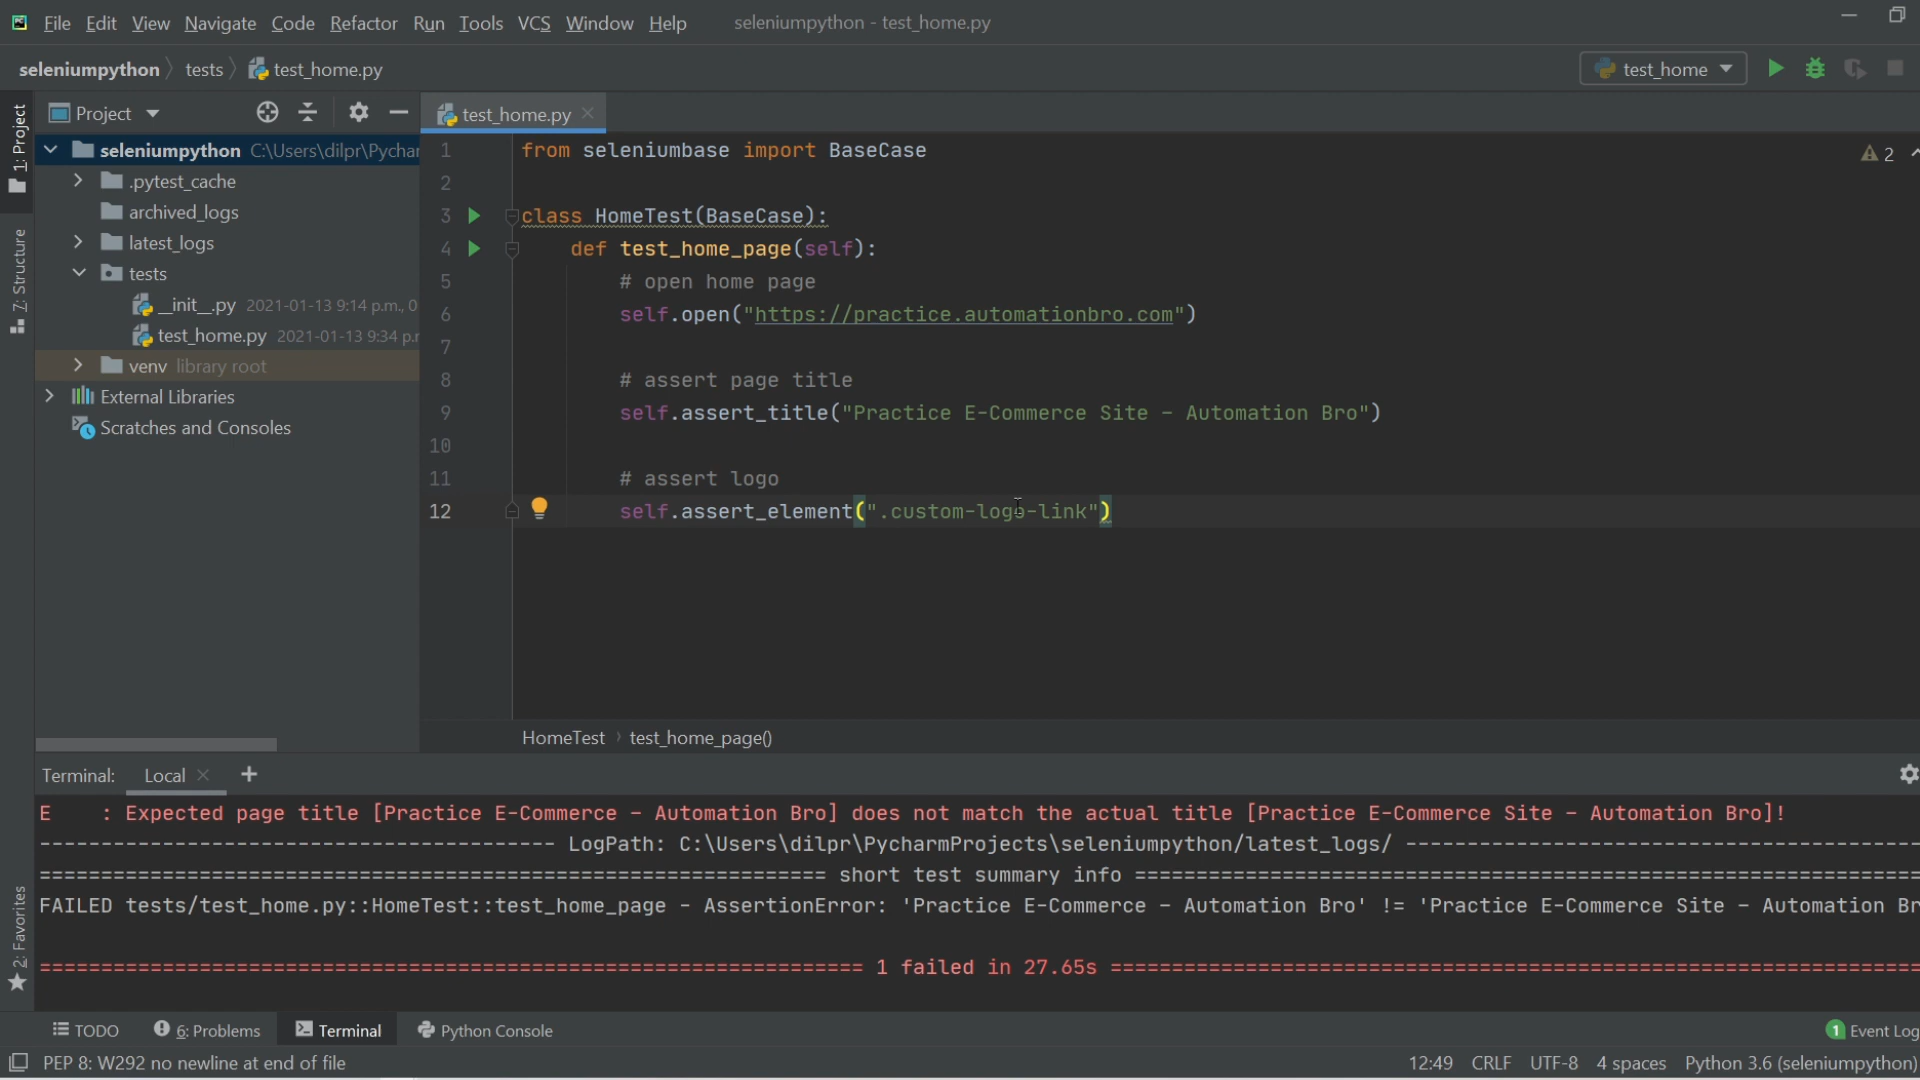 File Edit View Navigate Code Refactor Run Tools VCS Window Help seleniumpython - test_home.py
seleniumpython tests test_home.py test_home
1: Project
Project
test_home.py
seleniumpython C:\Users\dilpr\Pychar
.pytest_cache
archived_logs
latest_logs
tests
__init__.py 2021-01-13 9:14 p.m., 0
test_home.py 2021-01-13 9:34 p.r
venv library root
External Libraries
Scratches and Consoles
7: Structure
2: Favorites
1 from seleniumbase import BaseCase
2
3 class HomeTest(BaseCase):
4 def test_home_page(self):
5 # open home page
6 self.open("https://practice.automationbro.com")
7
8 # assert page title
9 self.assert_title("Practice E-Commerce Site - Automation Bro")
10
11 # assert logo
12 self.assert_element(".custom-logo-link")
2
HomeTest › test_home_page()
Terminal: Local +
E : Expected page title [Practice E-Commerce - Automation Bro] does not match the actual title [Practice E-Commerce Site - Automation Bro]!
------------------------------------------ LogPath: C:\Users\dilpr\PycharmProjects\seleniumpython/latest_logs/ ------------------------------------------
================================================================ short test summary info ================================================================
FAILED tests/test_home.py::HomeTest::test_home_page - AssertionError: 'Practice E-Commerce - Automation Bro' != 'Practice E-Commerce Site - Automation Br
=================================================================== 1 failed in 27.65s ==================================================================
TODO 6: Problems Terminal Python Console 1 Event Log
PEP 8: W292 no newline at end of file 12:49 CRLF UTF-8 4 spaces Python 3.6 (seleniumpython)